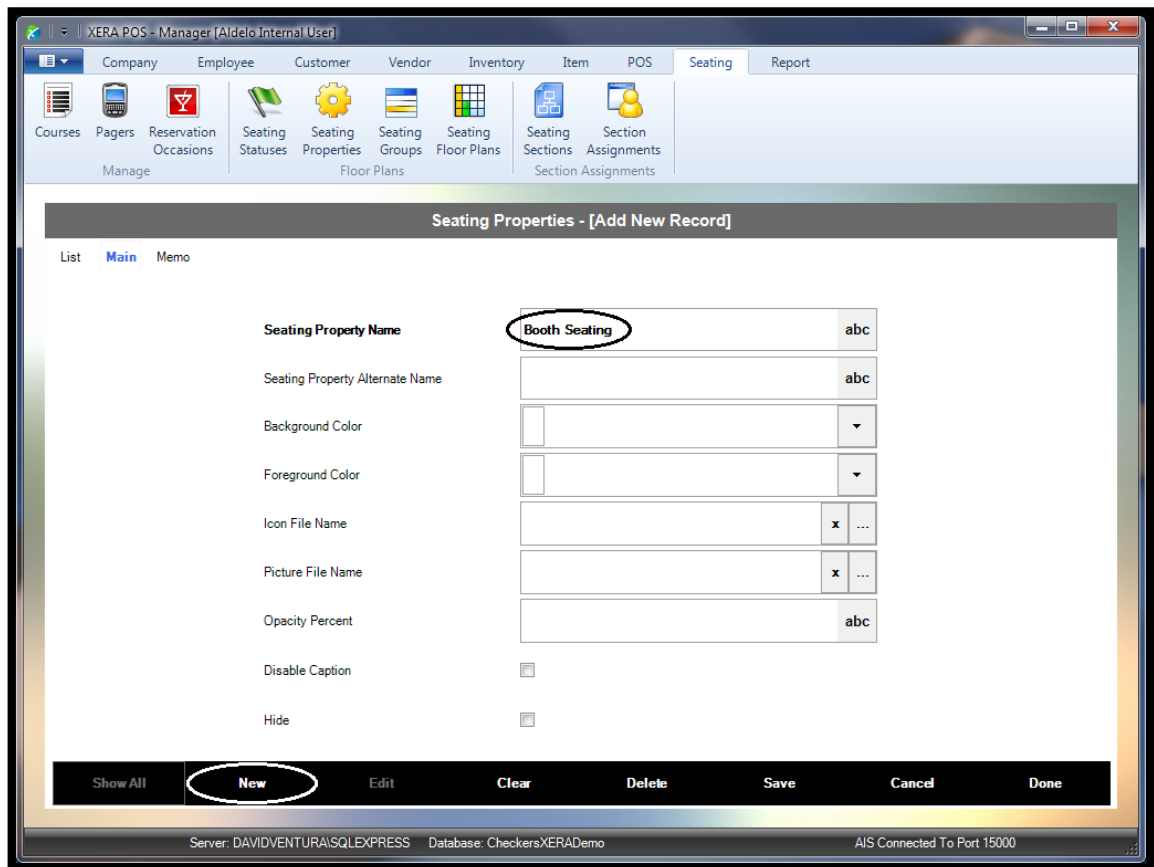 XERA POS - Manager [Aldelo Internal User]
Company Employee Customer Vendor Inventory Item POS Seating Report
Courses Pagers Reservation Occasions Seating Statuses Seating Properties Seating Groups Seating Floor Plans Seating Sections Section Assignments
Manage Floor Plans Section Assignments
Seating Properties - [Add New Record]
List Main Memo
Seating Property Name Booth Seating abc
Seating Property Alternate Name abc
Background Color
Foreground Color
Icon File Name x ...
Picture File Name x ...
Opacity Percent abc
Disable Caption
Hide
Show All New Edit Clear Delete Save Cancel Done
Server: DAVIDVENTURA\SQLEXPRESS Database: CheckersXERADemo AIS Connected To Port 15000